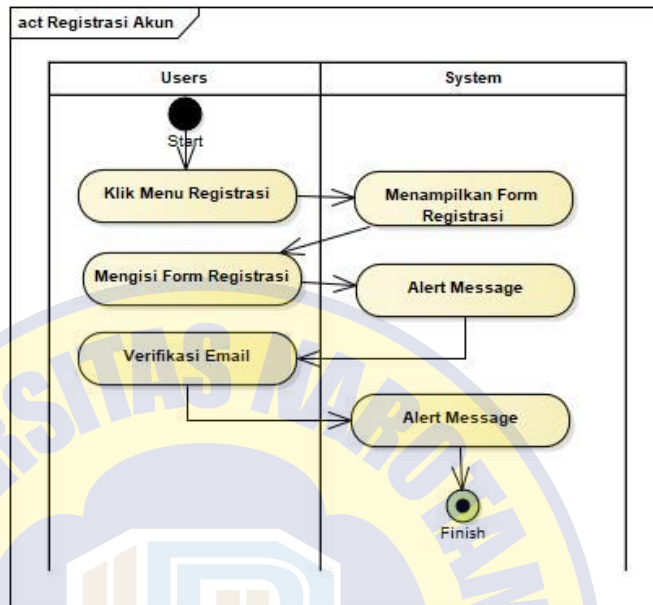 act Registrasi Akun
Users
System
Start
Klik Menu Registrasi
Menampilkan Form
Registrasi
Mengisi Form Registrasi
Alert Message
Verifikasi Email
Alert Message
Finish